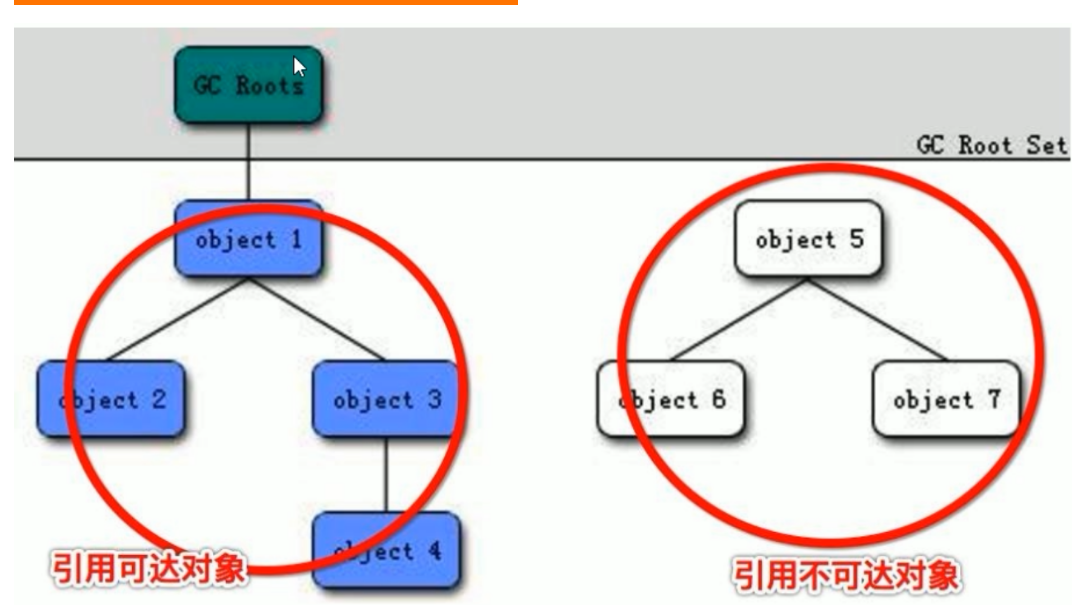 GC Roots
GC Root Set
object 1
object 5
object 2
object 3
object 6
object 7
object 4
引用可达对象
引用不可达对象